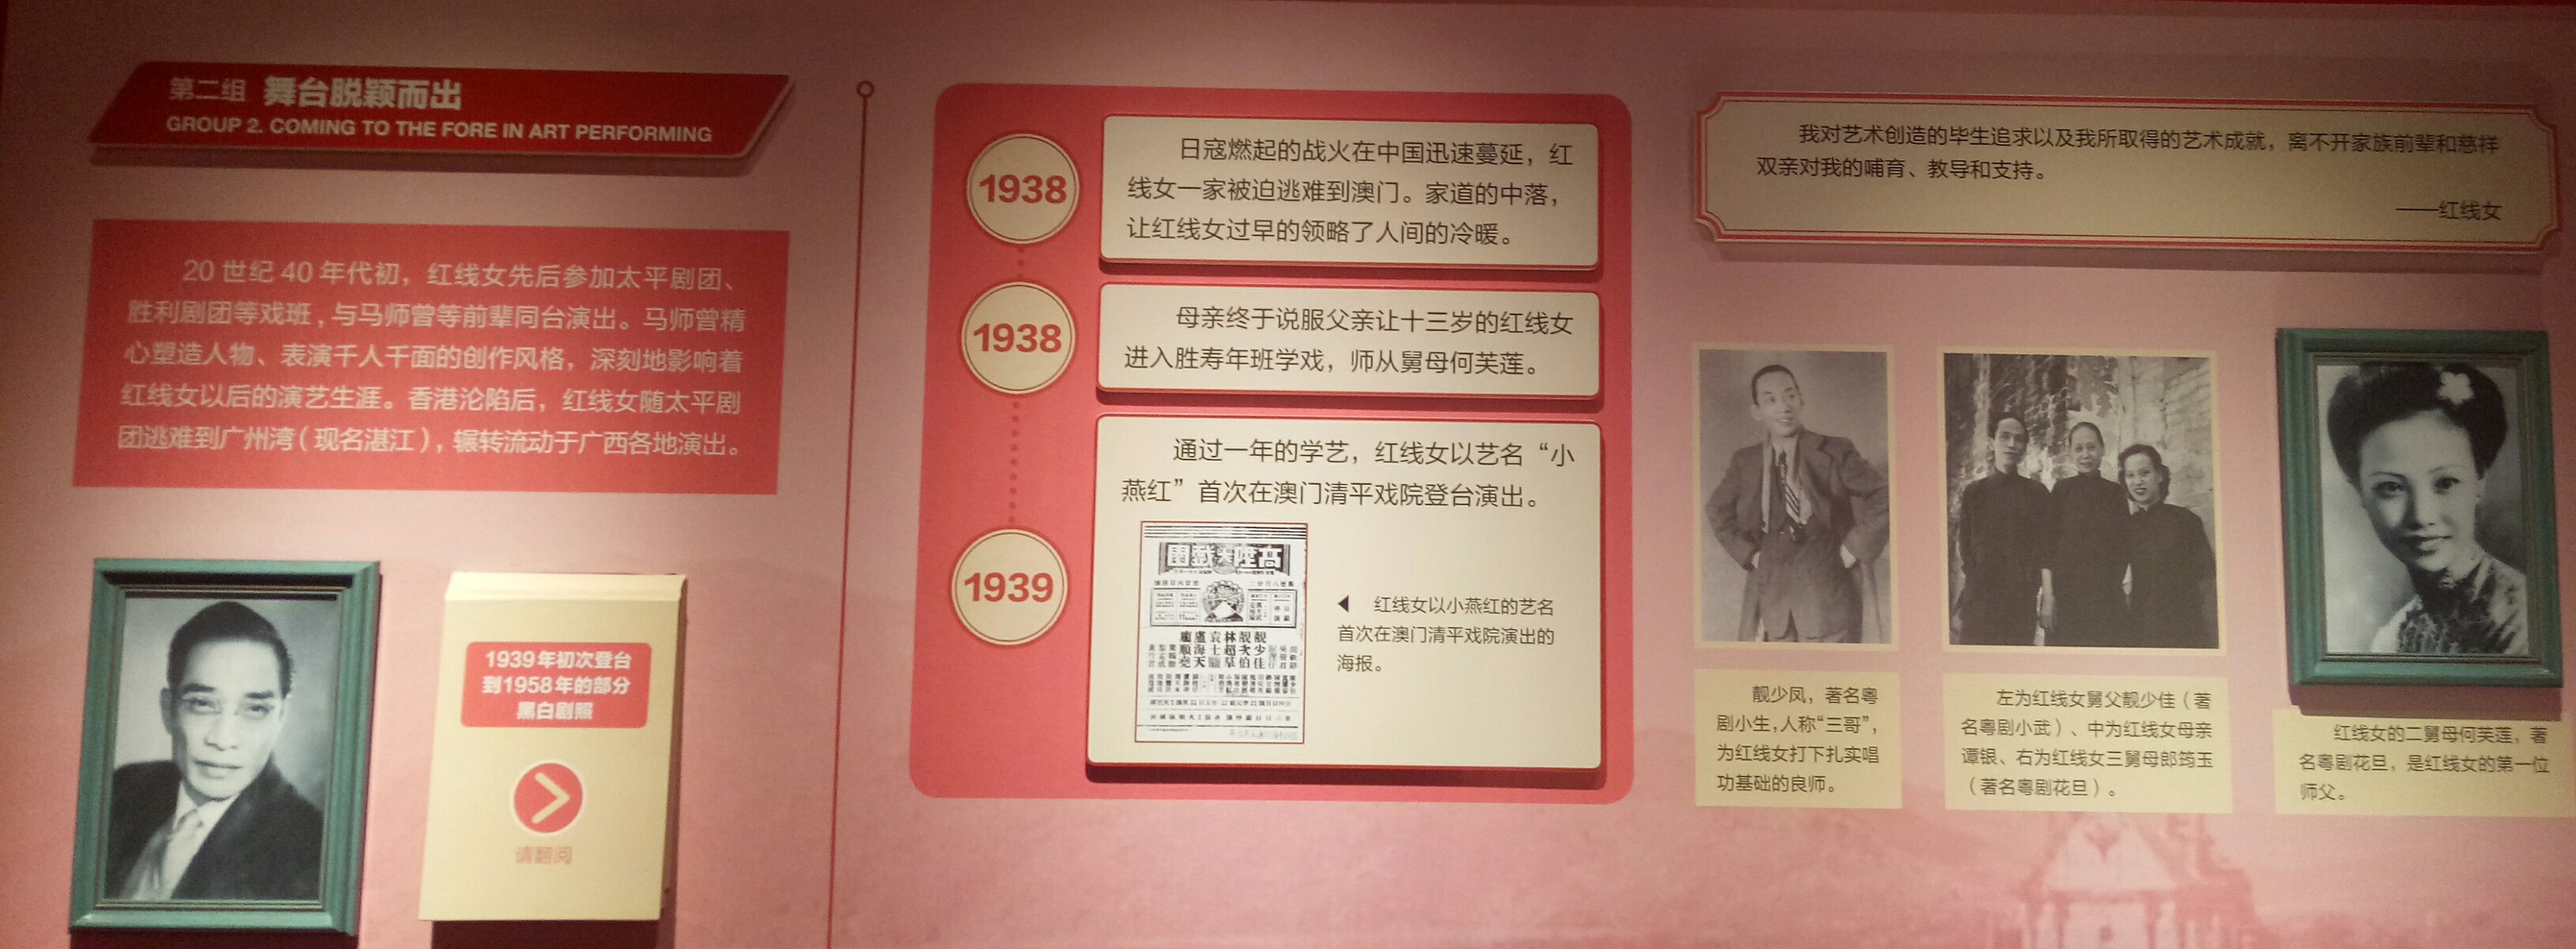 第二组 舞台脱颖而出
GROUP 2. COMING TO THE FORE IN ART PERFORMING
20世纪40年代初，红线女先后参加太平剧团、
胜利剧团等戏班，与马师曾等前辈同台演出。马师曾精
心塑造人物、表演千人千面的创作风格，深刻地影响着
红线女以后的演艺生涯。香港沦陷后，红线女随太平剧
团逃难到广州湾（现名湛江），辗转流动于广西各地演出。
1939年初次登台
到1958年的部分
黑白剧照
请翻阅
1938
日寇燃起的战火在中国迅速蔓延，红
线女一家被迫逃难到澳门。家道的中落，
让红线女过早的领略了人间的冷暖。
1938
母亲终于说服父亲让十三岁的红线女
进入胜寿年班学戏，师从舅母何芙莲。
1939
通过一年的学艺，红线女以艺名“小
燕红”首次在澳门清平戏院登台演出。
红线女以小燕红的艺名
首次在澳门清平戏院演出的
海报。
我对艺术创造的毕生追求以及我所取得的艺术成就，离不开家族前辈和慈祥
双亲对我的哺育、教导和支持。
——红线女
靓少凤，著名粤
剧小生，人称“三哥”，
为红线女打下扎实唱
功基础的良师。
左为红线女舅父靓少佳（著
名粤剧小武）、中为红线女母亲
谭银、右为红线女三舅母郎筠玉
（著名粤剧花旦）。
红线女的二舅母何芙莲，著
名粤剧花旦，是红线女的第一位
师父。